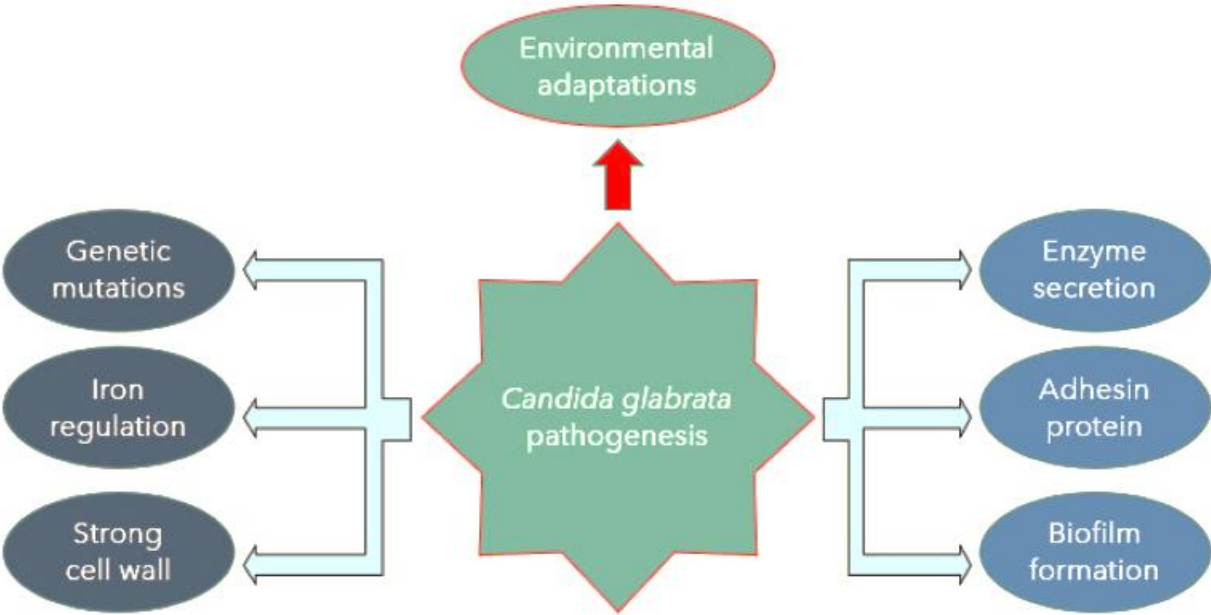 Environmental
adaptations
Genetic
mutations
Iron
regulation
Strong
cell wall
Candida glabrata
pathogenesis
Enzyme
secretion
Adhesin
protein
Biofilm
formation